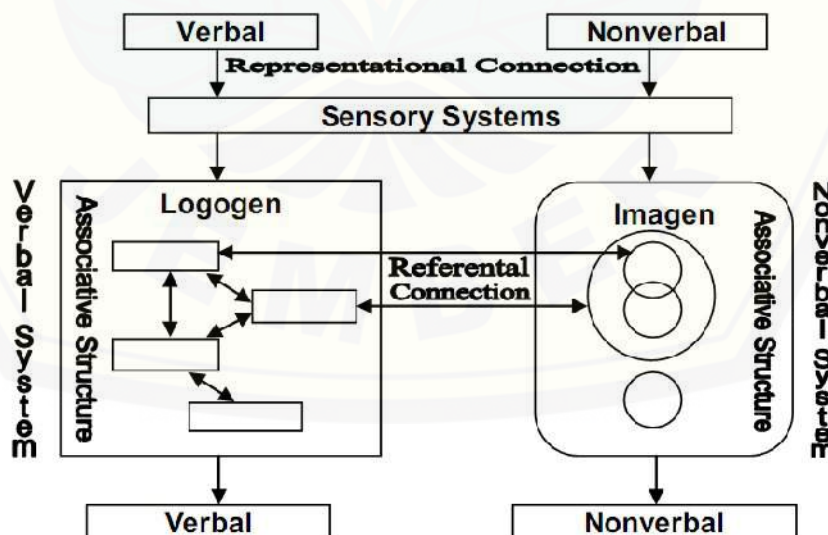 Verbal Nonverbal
Representational Connection
Sensory Systems
Verbal System
Associative Structure
Logogen
Referental
Connection
Imagen
Associative Structure
Nonverbal System
Verbal Nonverbal
JEMBER